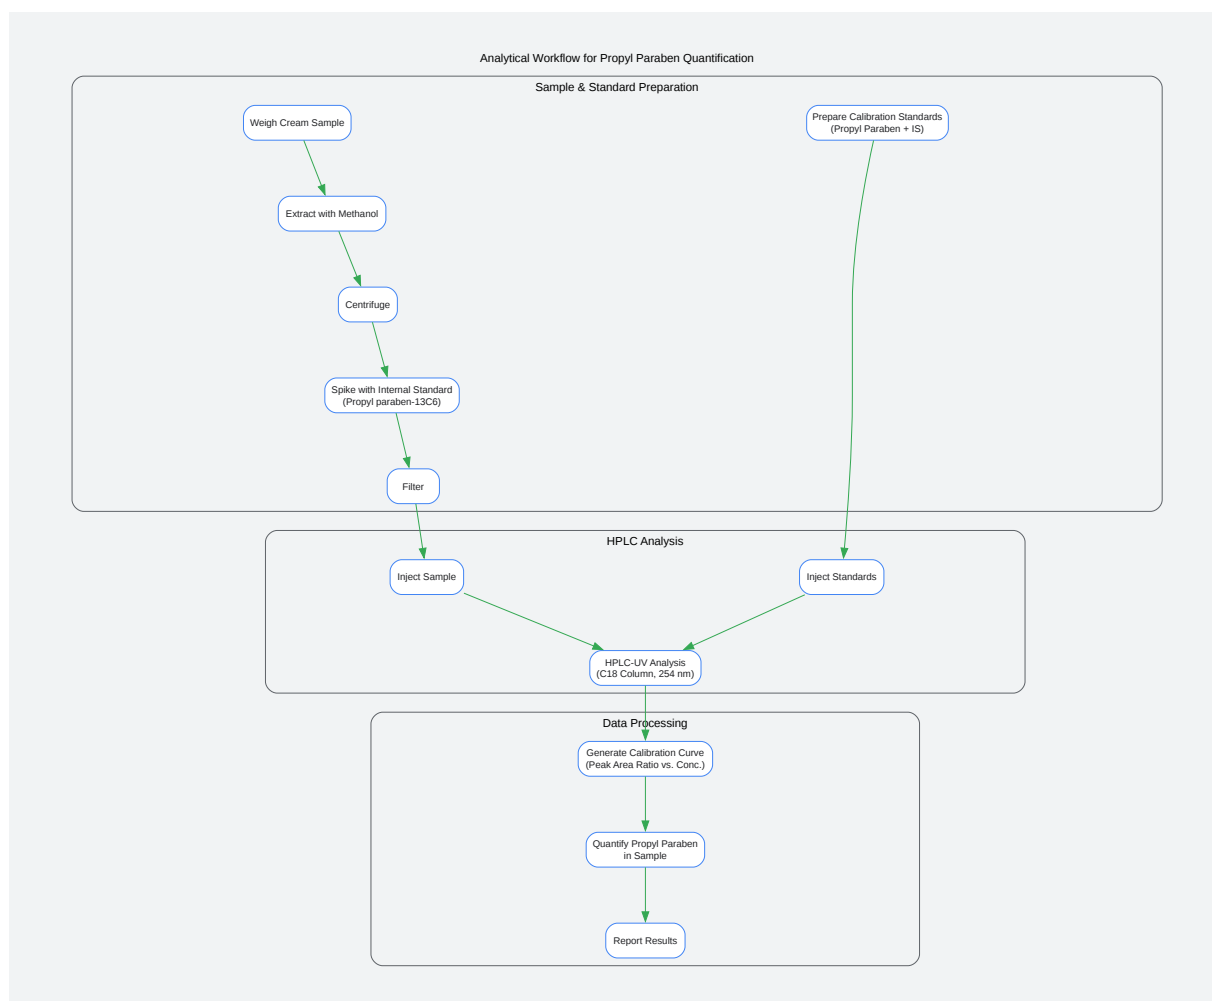 Analytical Workflow for Propyl Paraben Quantification
Sample & Standard Preparation
Weigh Cream Sample
Prepare Calibration Standards
(Propyl Paraben + IS)
Extract with Methanol
Centrifuge
Spike with Internal Standard
(Propyl paraben-13C6)
Filter
HPLC Analysis
Inject Sample
Inject Standards
HPLC-UV Analysis
(C18 Column, 254 nm)
Data Processing
Generate Calibration Curve
(Peak Area Ratio vs. Conc.)
Quantify Propyl Paraben
in Sample
Report Results